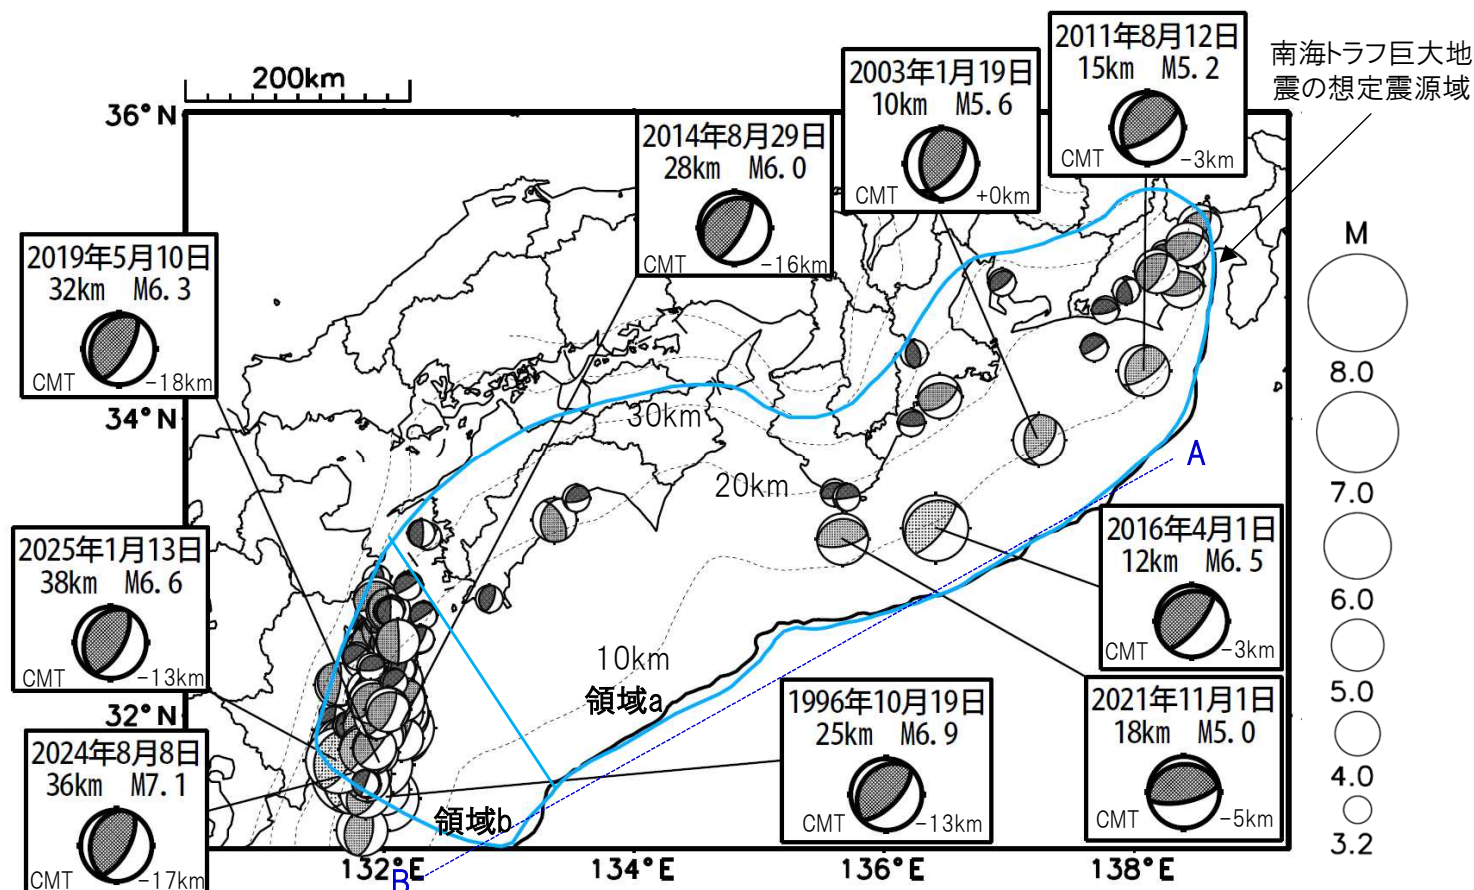 200km
36°N
34°N
32°N
132°E
134°E
136°E
138°E
2019年5月10日
32km M6.3
CMT
-18km
2025年1月13日
38km M6.6
CMT
-13km
2024年8月8日
36km M7.1
CMT
-17km
2014年8月29日
28km M6.0
CMT
-16km
2003年1月19日
10km M5.6
CMT
+0km
2011年8月12日
15km M5.2
CMT
-3km
南海トラフ巨大地
震の想定震源域
30km
20km
10km
領域a
領域b
A
B
2016年4月1日
12km M6.5
CMT
-3km
1996年10月19日
25km M6.9
CMT
-13km
2021年11月1日
18km M5.0
CMT
-5km
M
8.0
7.0
6.0
5.0
4.0
3.2